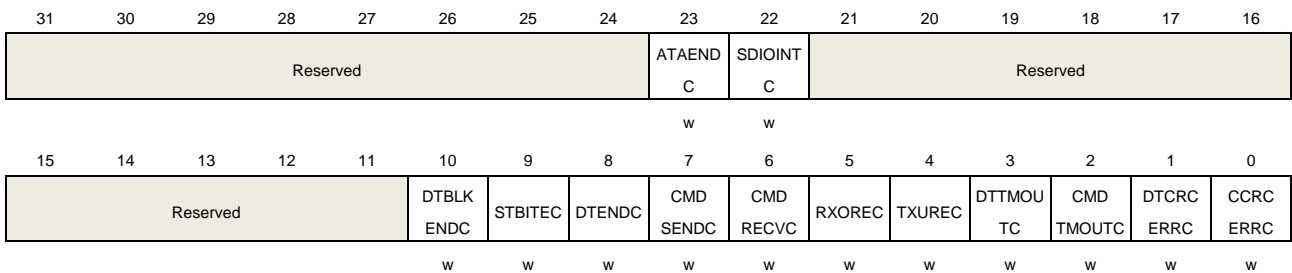 31 30 29 28 27 26 25 24 23 22 21 20 19 18 17 16
Reserved ATAEND SDIOINT Reserved
C C
w w
15 14 13 12 11 10 9 8 7 6 5 4 3 2 1 0
Reserved DTBLK STBITEC DTENDC CMD CMD RXOREC TXUREC DTTMOU CMD DTCRC CCRC
ENDC SENDC RECVC TC TMOUTC ERRC ERRC
w w w w w w w w w w w